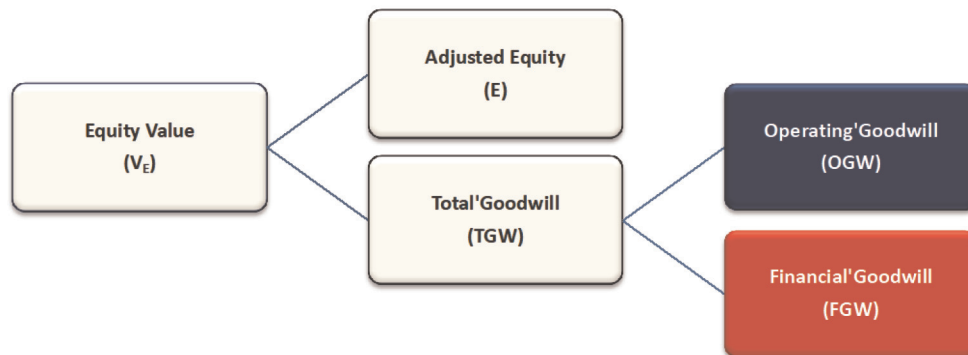 Adjusted Equity
(E)
Equity Value
(VE)
Operating'Goodwill
(OGW)
Total'Goodwill
(TGW)
Financial'Goodwill
(FGW)